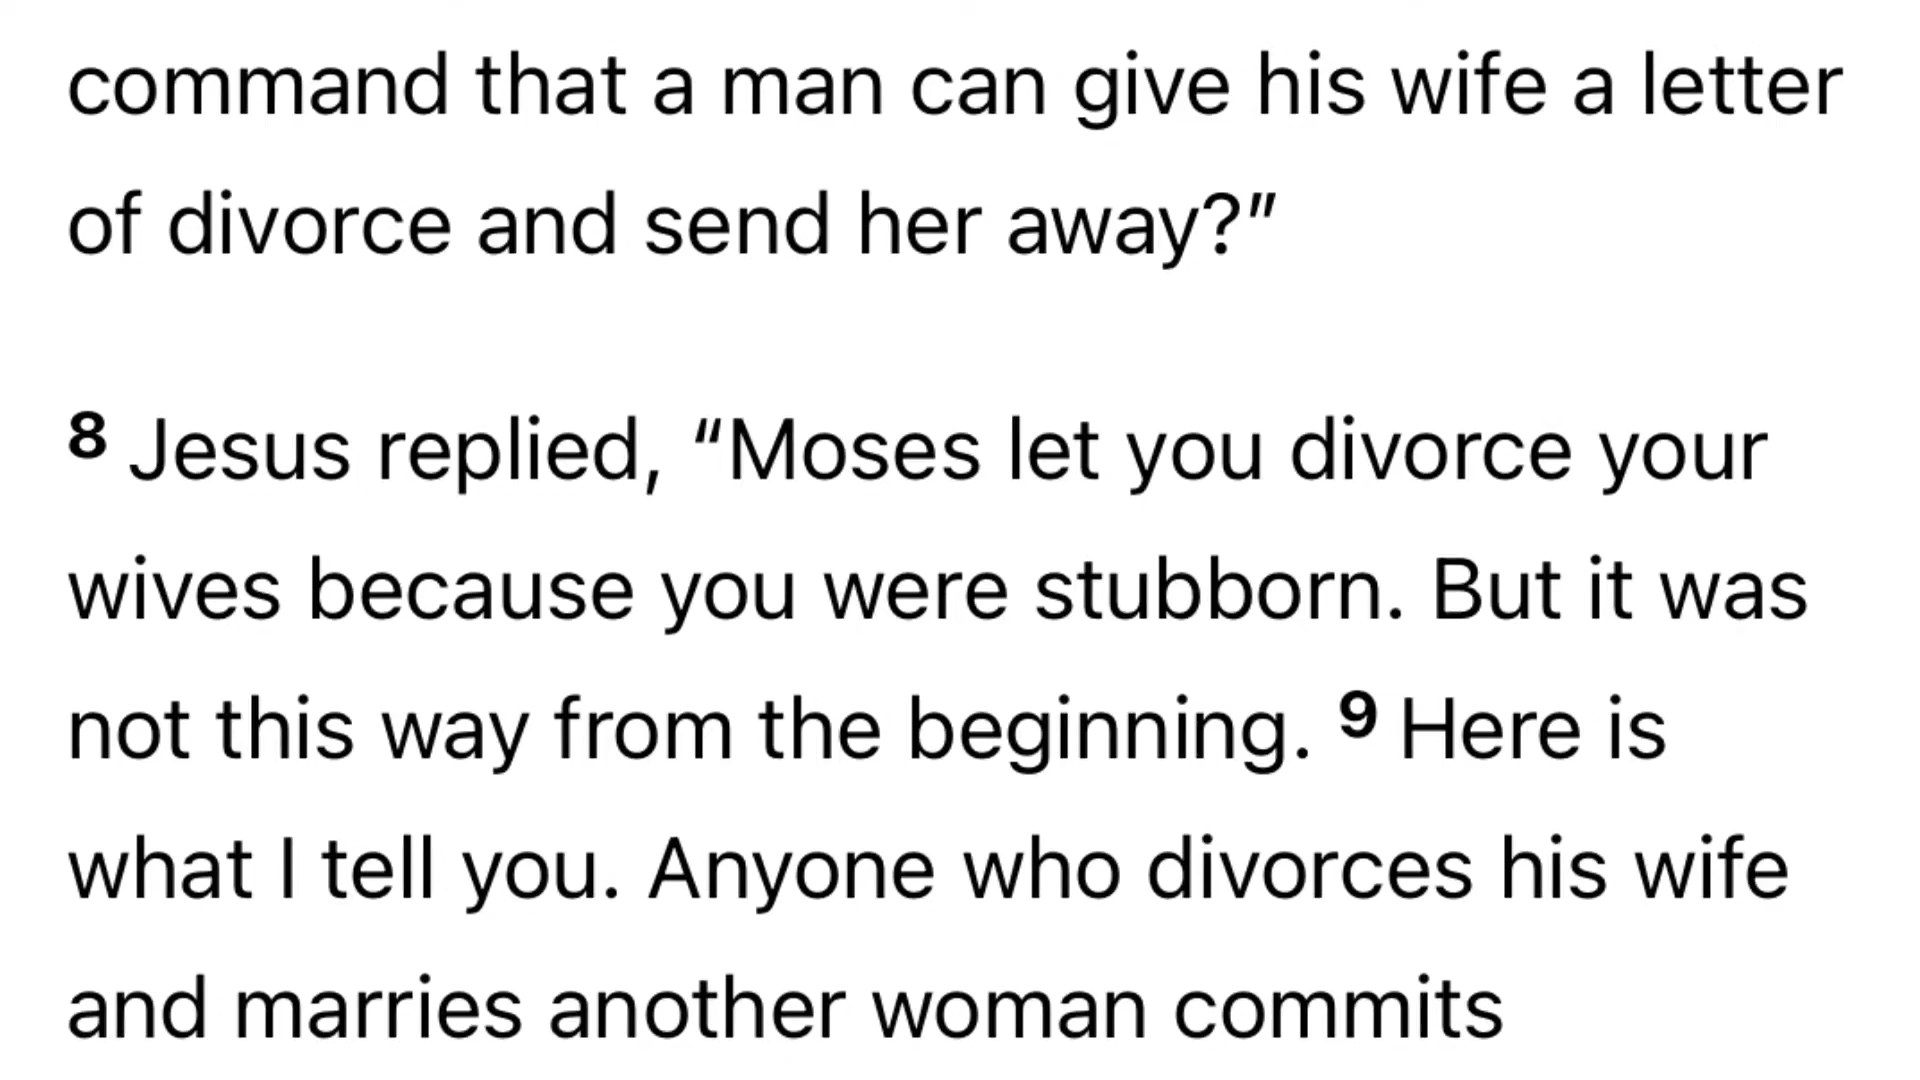 command that a man can give his wife a letter
of divorce and send her away?”
8 Jesus replied, “Moses let you divorce your
wives because you were stubborn. But it was
not this way from the beginning. 9 Here is
what I tell you. Anyone who divorces his wife
and marries another woman commits